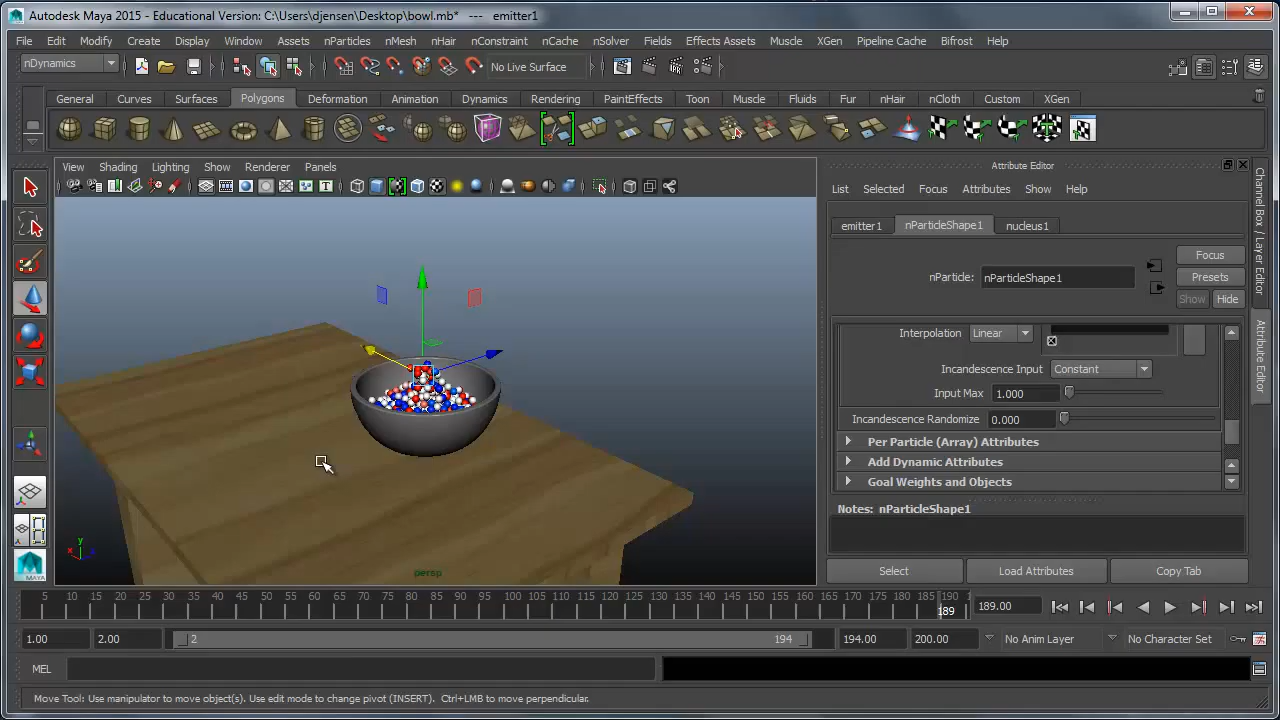 Autodesk Maya 2015 - Educational Version: C:\Users\djensen\Desktop\bowl.mb* --- emitter1
File Edit Modify Create Display Window Assets nParticles nMesh nHair nConstraint nCache nSolver Fields Effects Assets Muscle XGen Pipeline Cache Bifrost Help
nDynamics No Live Surface
General Curves Surfaces Polygons Deformation Animation Dynamics Rendering PaintEffects Toon Muscle Fluids Fur nHair nCloth Custom XGen
View Shading Lighting Show Renderer Panels
Attribute Editor
List Selected Focus Attributes Show Help
emitter1 nParticleShape1 nucleus1
Focus
nParticle: nParticleShape1 Presets
Show Hide
Interpolation Linear
Incandescence Input Constant
Input Max 1.000
Incandescence Randomize 0.000
Per Particle (Array) Attributes
Add Dynamic Attributes
Goal Weights and Objects
Notes: nParticleShape1
Select Load Attributes Copy Tab
Channel Box / Layer Editor
Attribute Editor
y
x
z
persp
MAYA
5 10 15 20 25 30 35 40 45 50 55 60 65 70 75 80 85 90 95 100 105 110 115 120 125 130 135 140 145 150 155 160 165 170 175 180 185 190 1
189
189.00
1.00 2.00 2 194 194.00 200.00 No Anim Layer No Character Set
MEL
Move Tool: Use manipulator to move object(s). Use edit mode to change pivot (INSERT). Ctrl+LMB to move perpendicular.